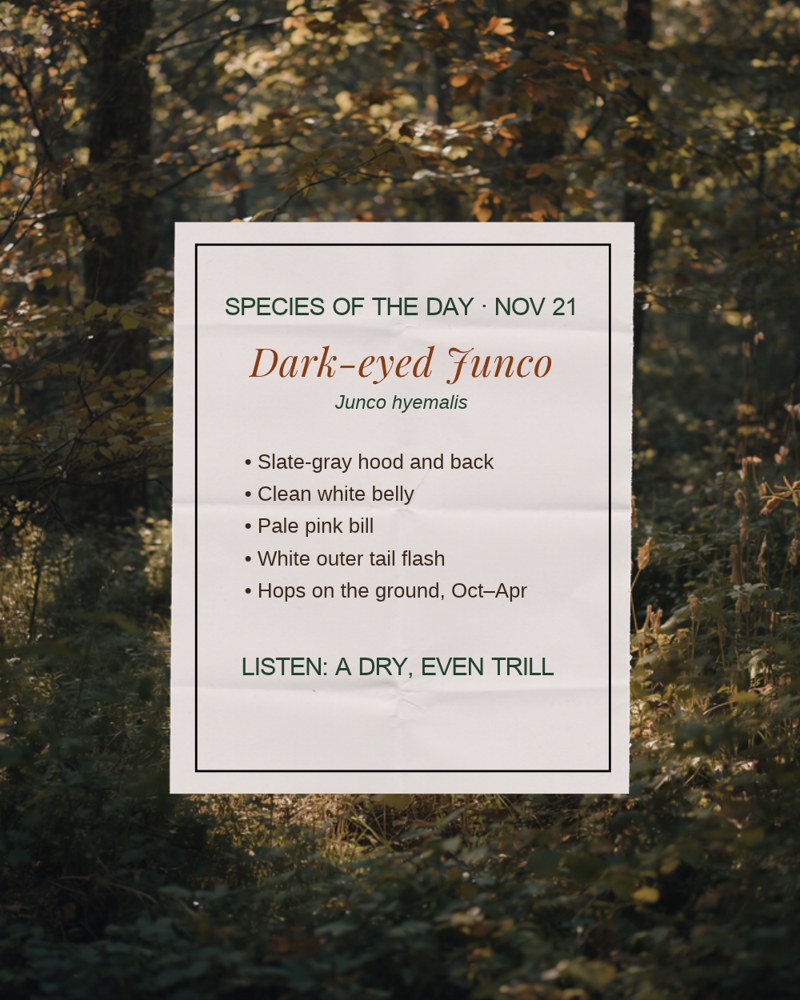 SPECIES OF THE DAY · NOV 21
Dark-eyed Junco
Junco hyemalis
• Slate-gray hood and back
• Clean white belly
• Pale pink bill
• White outer tail flash
• Hops on the ground, Oct–Apr
LISTEN: A DRY, EVEN TRILL